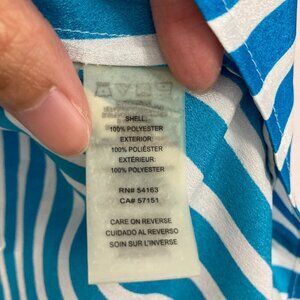 SHELL:
100% POLYESTER
EXTERIOR:
100% POLIÉSTER
EXTÉRIEUR:
100% POLYESTER
RN# 54163
CA# 57151
CARE ON REVERSE
CUIDADO AL REVERSO
SOIN SUR L'INVERSE